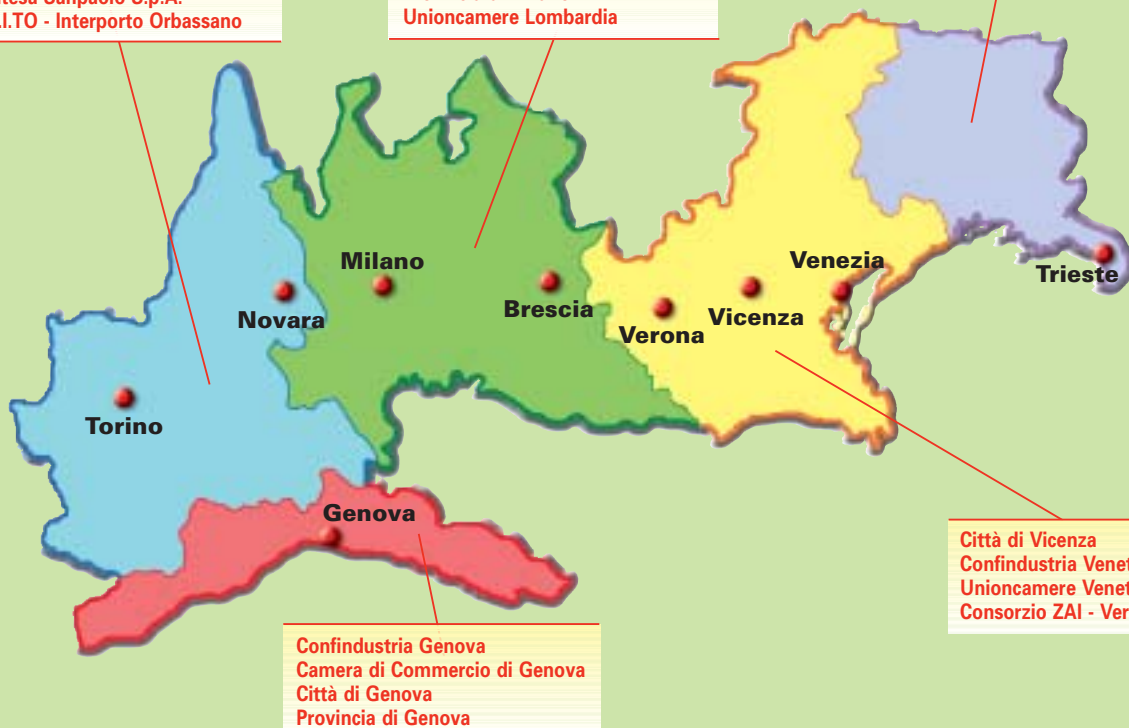 S.I.TO - Interporto Orbassano
Unioncamere Lombardia
Milano
Venezia
Trieste
Novara
Brescia
Vicenza
Verona
Torino
Genova
Città di Vicenza
Confindustria
Unioncamere
Consorzio ZAI -
Confindustria Genova
Camera di Commercio di Genova
Città di Genova
Provincia di Genova